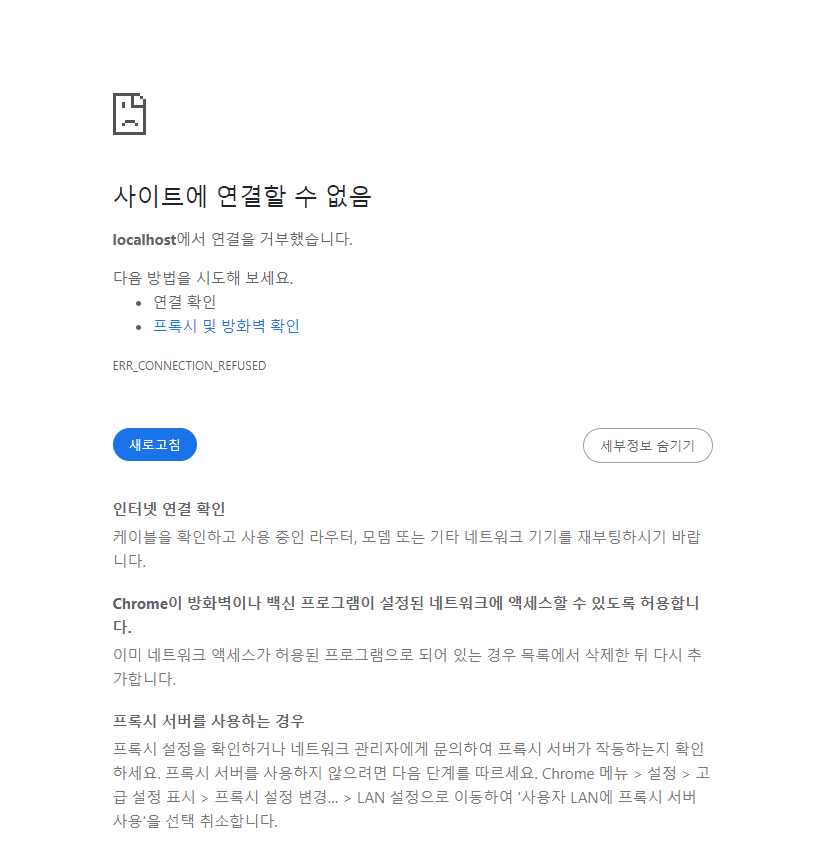 사이트에 연결할 수 없음
localhost에서 연결을 거부했습니다.
다음 방법을 시도해 보세요.
연결 확인
프록시 및 방화벽 확인
ERR_CONNECTION_REFUSED
새로고침
세부정보 숨기기
인터넷 연결 확인
케이블을 확인하고 사용 중인 라우터, 모뎀 또는 기타 네트워크 기기를 재부팅하시기 바랍
니다.
Chrome이 방화벽이나 백신 프로그램이 설정된 네트워크에 액세스할 수 있도록 허용합니
다.
이미 네트워크 액세스가 허용된 프로그램으로 되어 있는 경우 목록에서 삭제한 뒤 다시 추
가합니다.
프록시 서버를 사용하는 경우
프록시 설정을 확인하거나 네트워크 관리자에게 문의하여 프록시 서버가 작동하는지 확인
하세요. 프록시 서버를 사용하지 않으려면 다음 단계를 따르세요. Chrome 메뉴 > 설정 > 고
급 설정 표시 > 프록시 설정 변경... > LAN 설정으로 이동하여 '사용자 LAN에 프록시 서버
사용'을 선택 취소합니다.